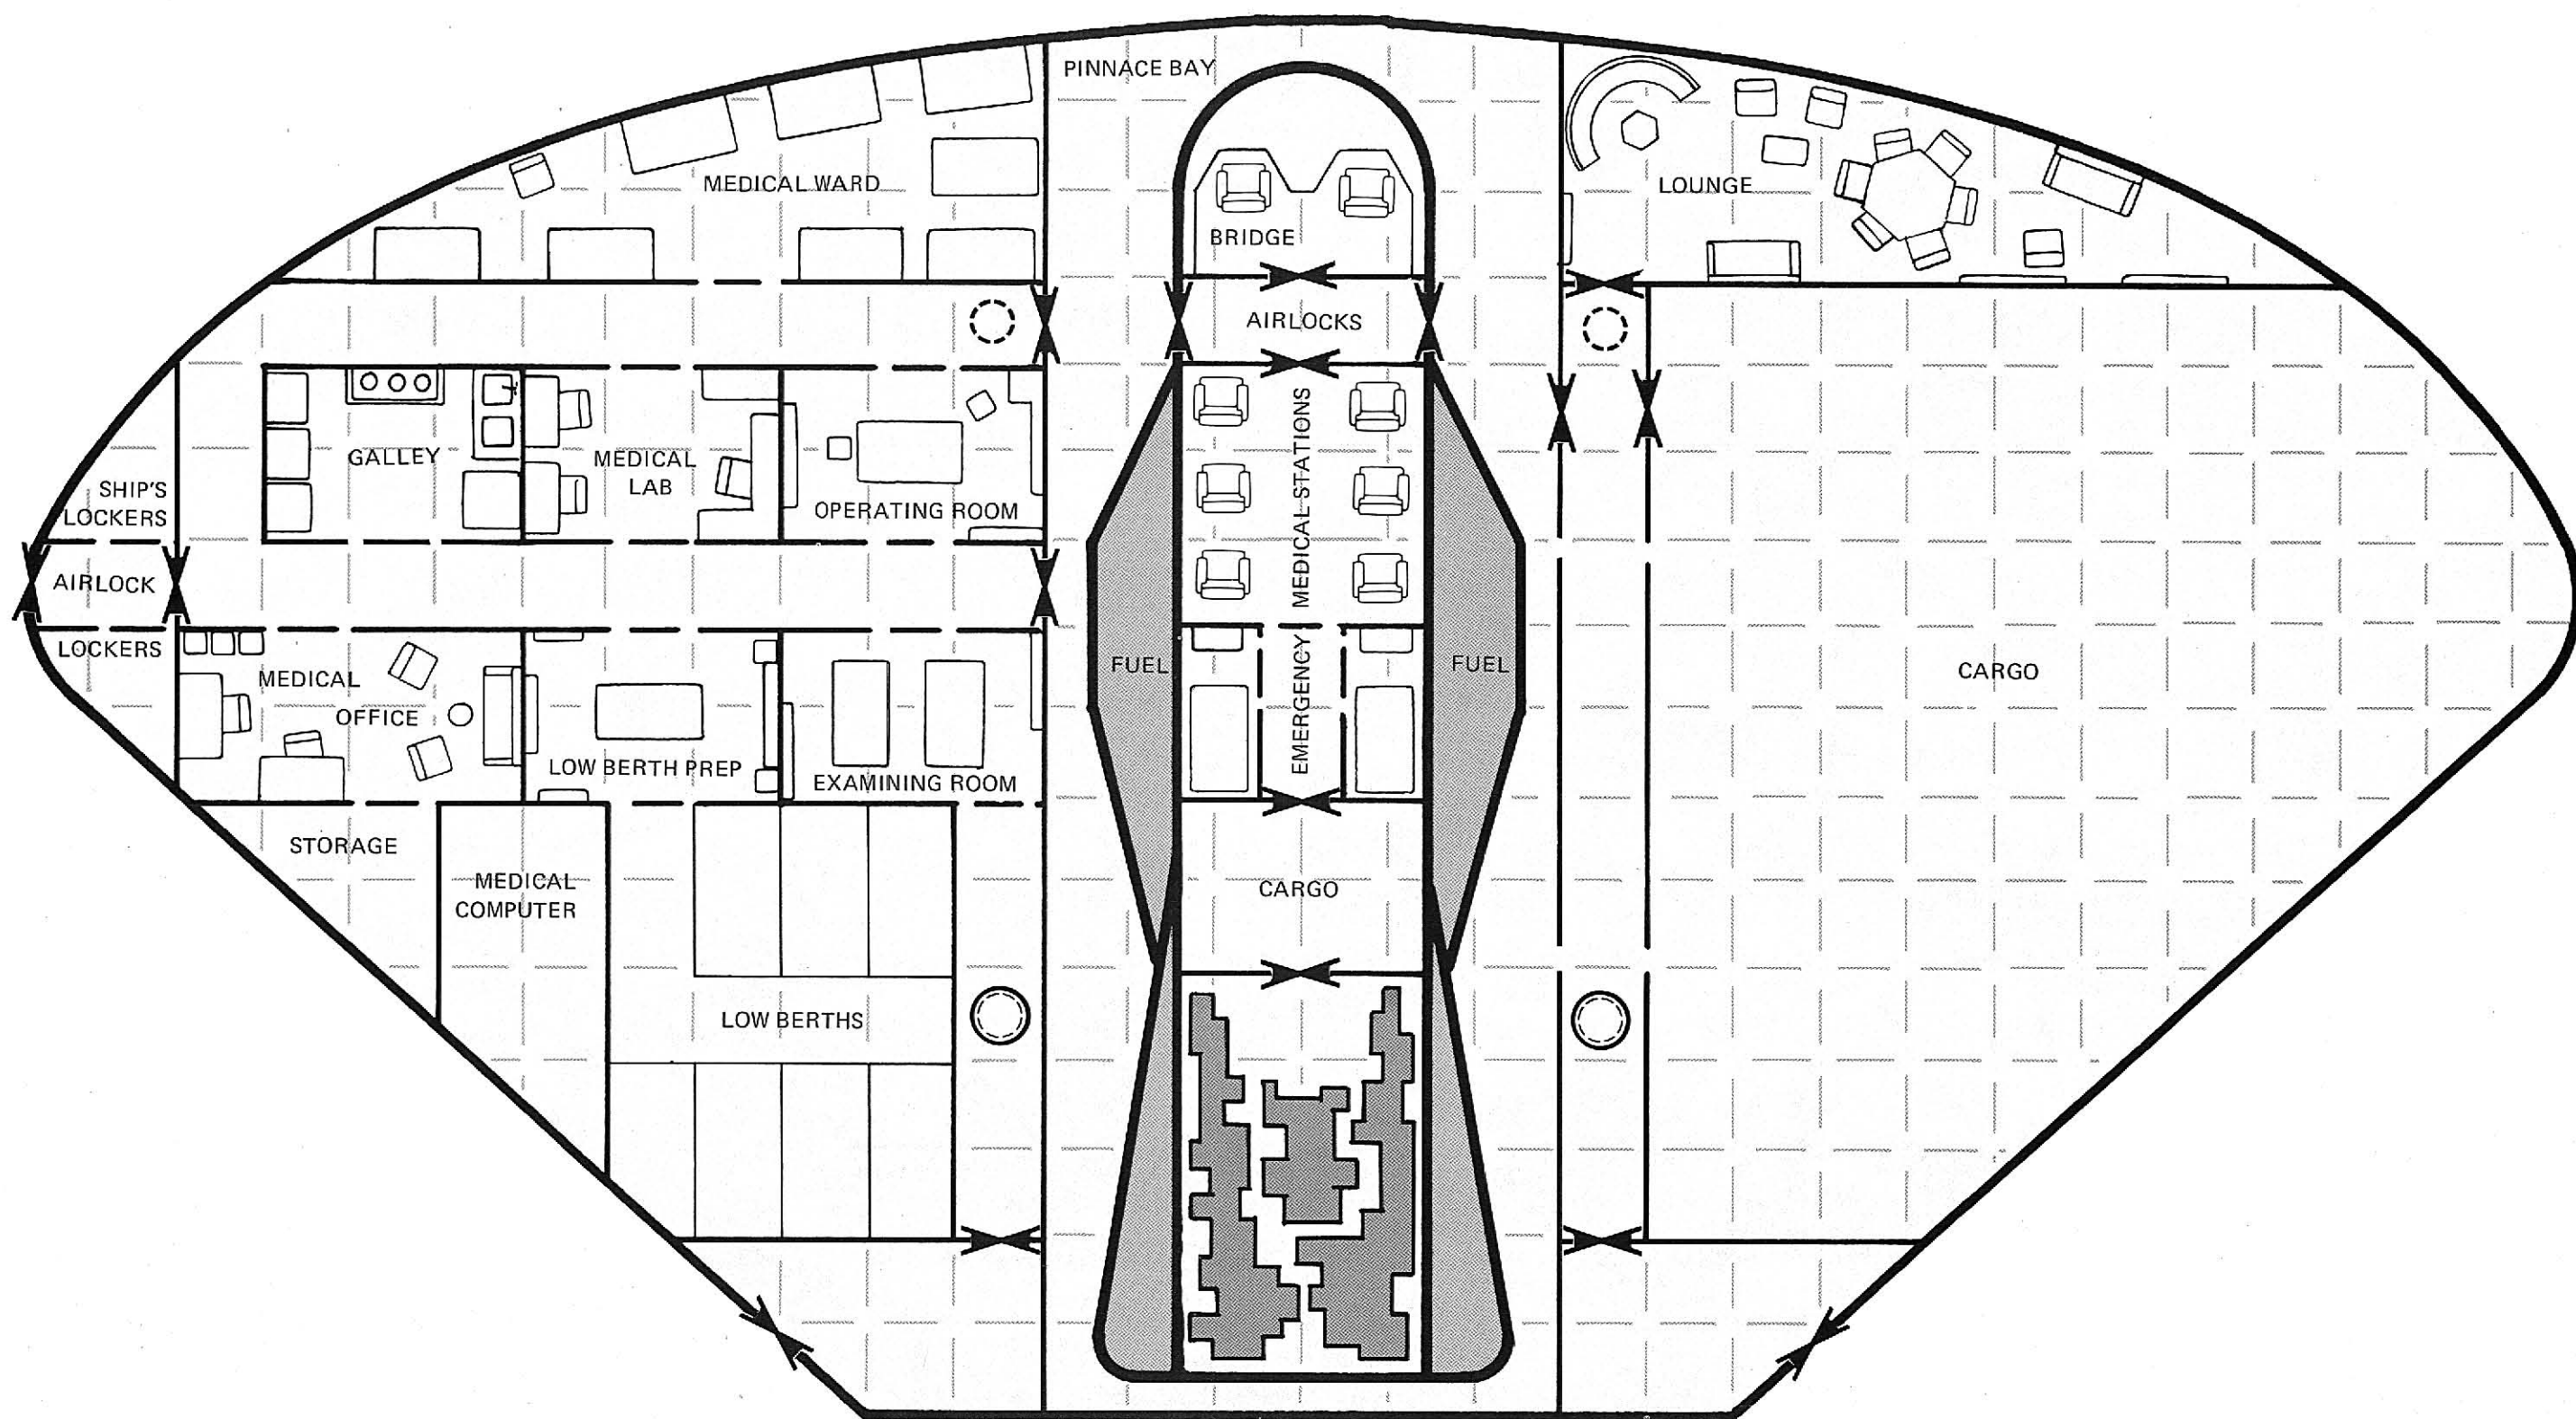 PINNACE BAY
MEDICAL WARD
LOUNGE
BRIDGE
AIRLOCKS
GALLEY
MEDICAL
LAB
OPERATING ROOM
MEDICAL STATIONS
SHIP'S
LOCKERS
AIRLOCK
LOCKERS
MEDICAL
OFFICE
LOW BERTH PREP
EXAMINING ROOM
FUEL
EMERGENCY
FUEL
CARGO
STORAGE
MEDICAL
COMPUTER
CARGO
LOW BERTHS